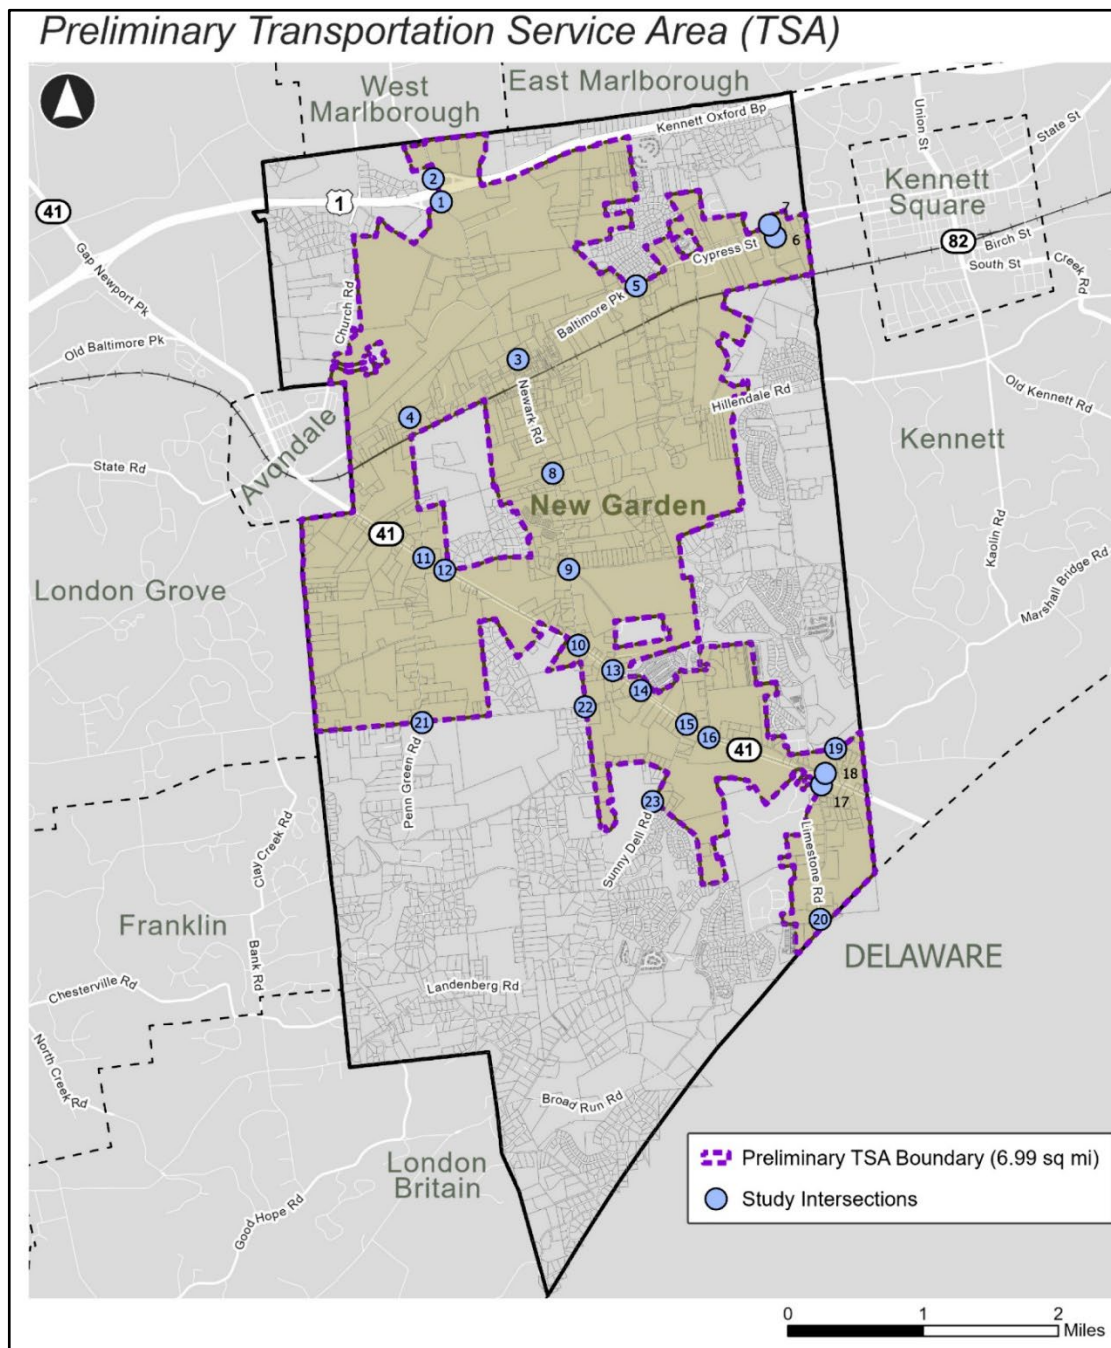 Preliminary Transportation Service Area (TSA)
West
Marlborough
East Marlborough
Kennett Oxford Bp
Union St
State St
Kennett
Square
2
1
1
41
7
6
82
Birch St
Cypress St
South St
Creek Rd
Gap Newport Pk
Church Rd
5
Baltimore Pk
Old Baltimore Pk
3
Newark Rd
Hillendale Rd
Old Kennett Rd
4
Avondale
Kennett
State Rd
8
New Garden
41
Kaolin Rd
11
12
9
Marshall Bridge Rd
London Grove
10
13
14
22
21
15
16
41
19
18
17
Penn Green Rd
23
Sunny Dell Rd
Limestone Rd
Clay Creek Rd
20
Franklin
DELAWARE
Bank Rd
Chesterville Rd
Landenberg Rd
North Creek Rd
Broad Run Rd
London
Britain
Good Hope Rd
Preliminary TSA Boundary (6.99 sq mi)
Study Intersections
0 1 2
Miles